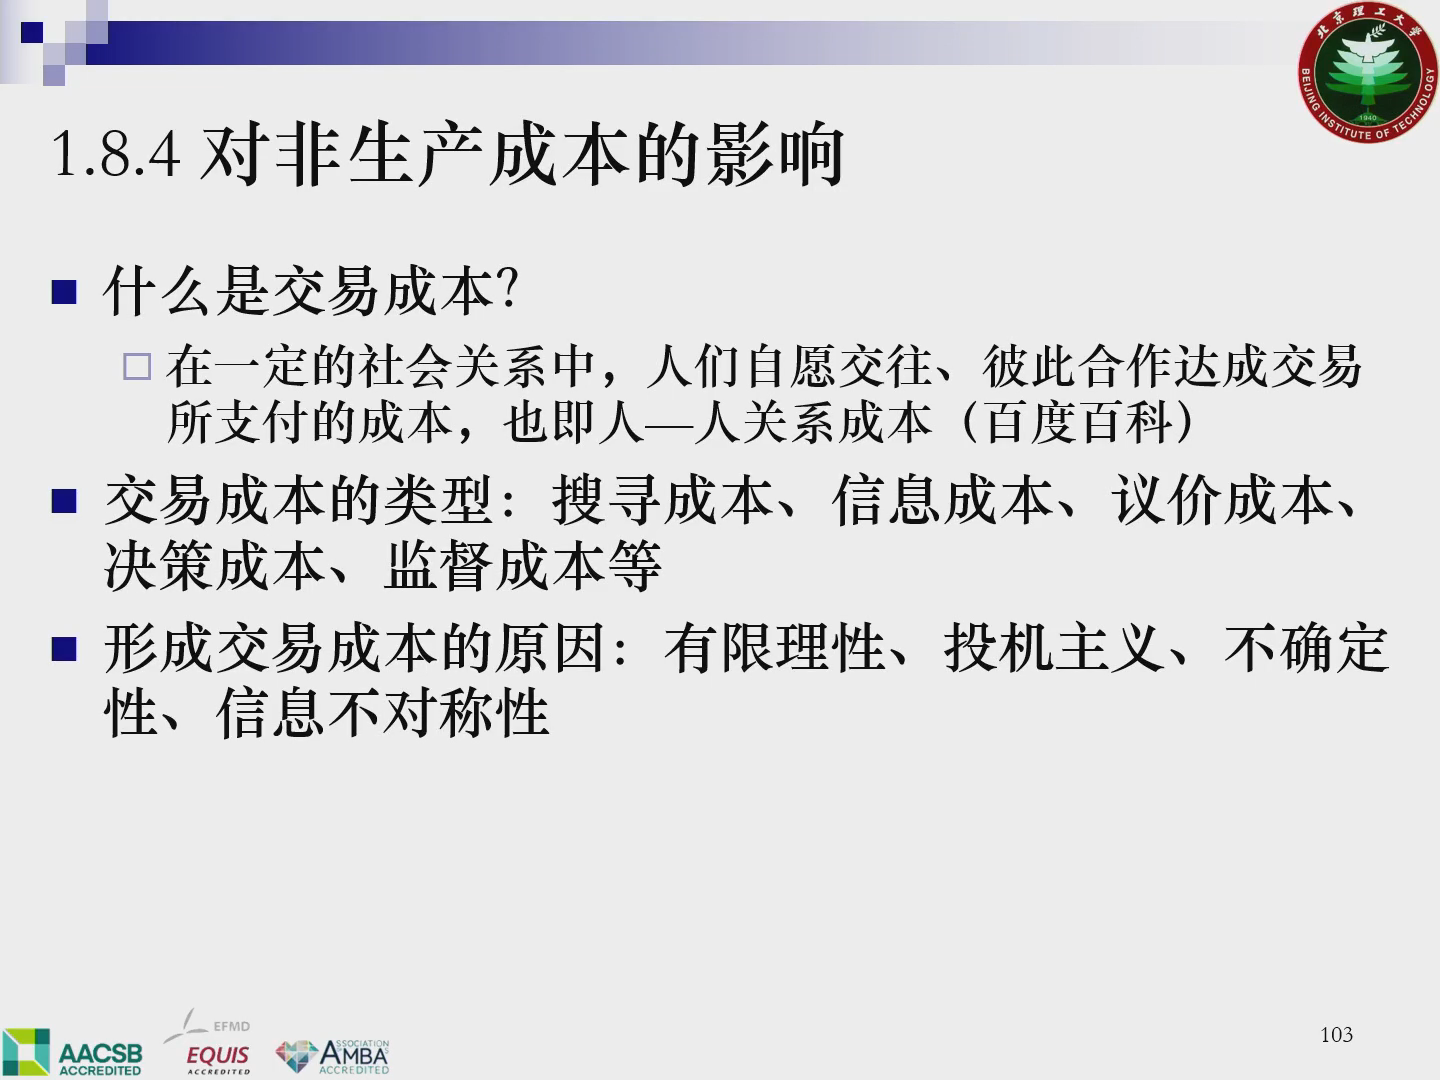 北京理工大学
BEIJING INSTITUTE OF TECHNOLOGY
1940
1.8.4 对非生产成本的影响
什么是交易成本?
在一定的社会关系中，人们自愿交往、彼此合作达成交易
所支付的成本，也即人—人关系成本（百度百科）
交易成本的类型：搜寻成本、信息成本、议价成本、
决策成本、监督成本等
形成交易成本的原因：有限理性、投机主义、不确定
性、信息不对称性
AACSB
ACCREDITED
EFMD
EQUIS
ACCREDITED
ASSOCIATION
AMBA'S
ACCREDITED
103